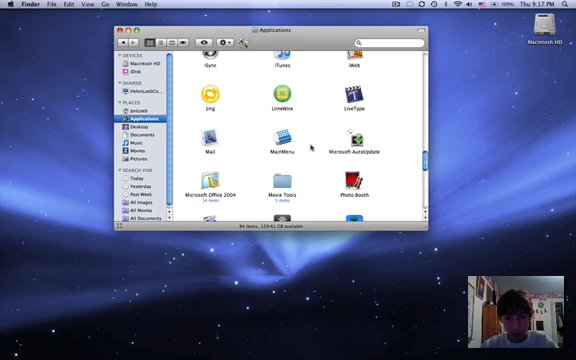 Finder File Edit View Go Window Help
(99%) Thu 9:17 PM
Applications
Macintosh HD
DEVICES
Macintosh HD
iDisk
SHARED
HelenLoebCo...
PLACES
JonLoeb
Applications
Desktop
Documents
Music
Movies
Pictures
SEARCH FOR
Today
Yesterday
Past Week
All Images
All Movies
All Documents
iSync iTunes iWeb
Jing LimeWire LiveType
Mail MainMenu Microsoft AutoUpdate
Microsoft Office 2004 Movie Tools Photo Booth
14 items 5 items
84 items, 129.61 GB available